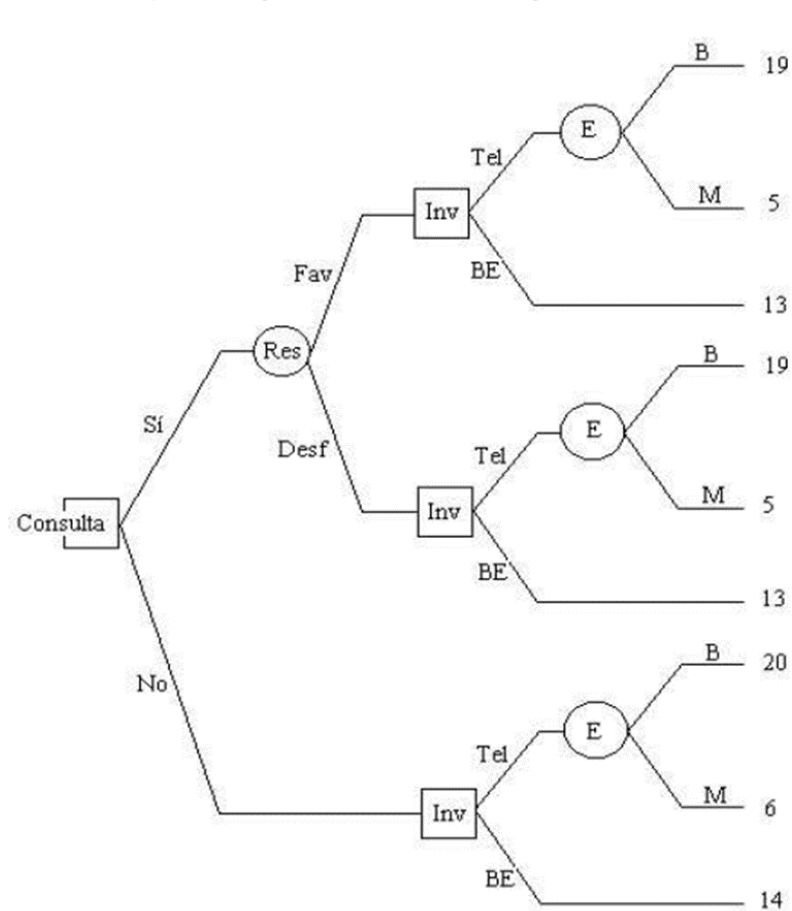 B
19
E
Tel
M
5
Inv
BE
13
Fav
Res
B
19
Sí
E
Desf
Tel
M
5
Inv
Consulta
BE
13
B
20
No
E
Tel
M
6
Inv
BE
14